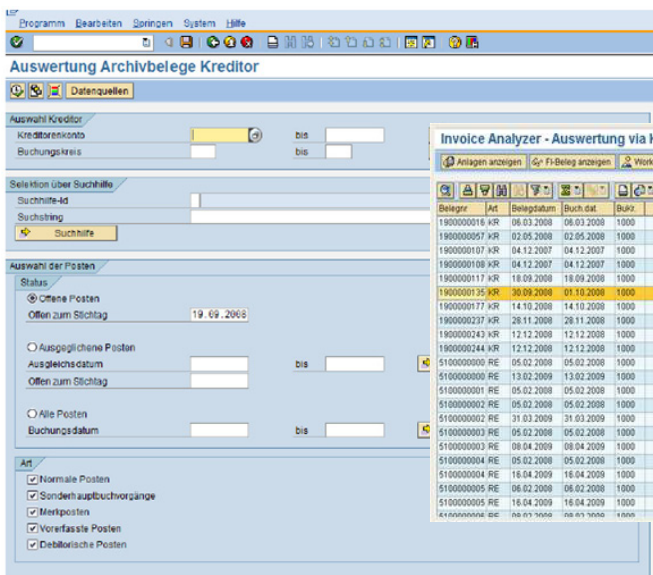 Programm Bearbeiten Springen System Hilfe
Auswertung Archivbelege Kreditor
Datenquellen
Auswahl Kreditor
Kreditorenkonto bis
Buchungskreis bis
Selektion über Suchhilfe
Suchhilfe-Id
Suchstring
Suchhilfe
Auswahl der Posten
Status
Offene Posten
Offen zum Stichtag 19.09.2008
Ausgeglichene Posten
Ausgleichsdatum bis
Offen zum Stichtag
Alle Posten
Buchungsdatum bis
Art
Normale Posten
Sonderhauptbuchvorgänge
Merkposten
Vorerfasste Posten
Debitorische Posten
Invoice Analyzer - Auswertung via
Anlagen anzeigen FI-Beleg anzeigen Work
Belegnr Art Belegdatum Buch.dat. BuKr.
1900000016 KR 06.03.2008 06.03.2008 1000
1900000057 KR 02.05.2008 02.05.2008 1000
1900000107 KR 04.12.2007 04.12.2007 1000
1900000108 KR 04.12.2007 04.12.2007 1000
1900000117 KR 18.09.2008 18.09.2008 1000
1900000135 KR 30.09.2008 01.10.2008 1000
1900000177 KR 14.10.2008 14.10.2008 1000
1900000237 KR 28.11.2008 28.11.2008 1000
1900000243 KR 12.12.2008 12.12.2008 1000
1900000244 KR 12.12.2008 12.12.2008 1000
5100000000 RE 05.02.2008 05.02.2008 1000
5100000000 RE 13.02.2009 13.02.2009 1000
5100000001 RE 05.02.2008 05.02.2008 1000
5100000002 RE 05.02.2008 05.02.2008 1000
5100000002 RE 31.03.2009 31.03.2009 1000
5100000003 RE 05.02.2008 05.02.2008 1000
5100000003 RE 08.04.2009 08.04.2009 1000
5100000004 RE 05.02.2008 05.02.2008 1000
5100000004 RE 16.04.2009 16.04.2009 1000
5100000005 RE 06.02.2008 06.02.2008 1000
5100000005 RE 16.04.2009 16.04.2009 1000